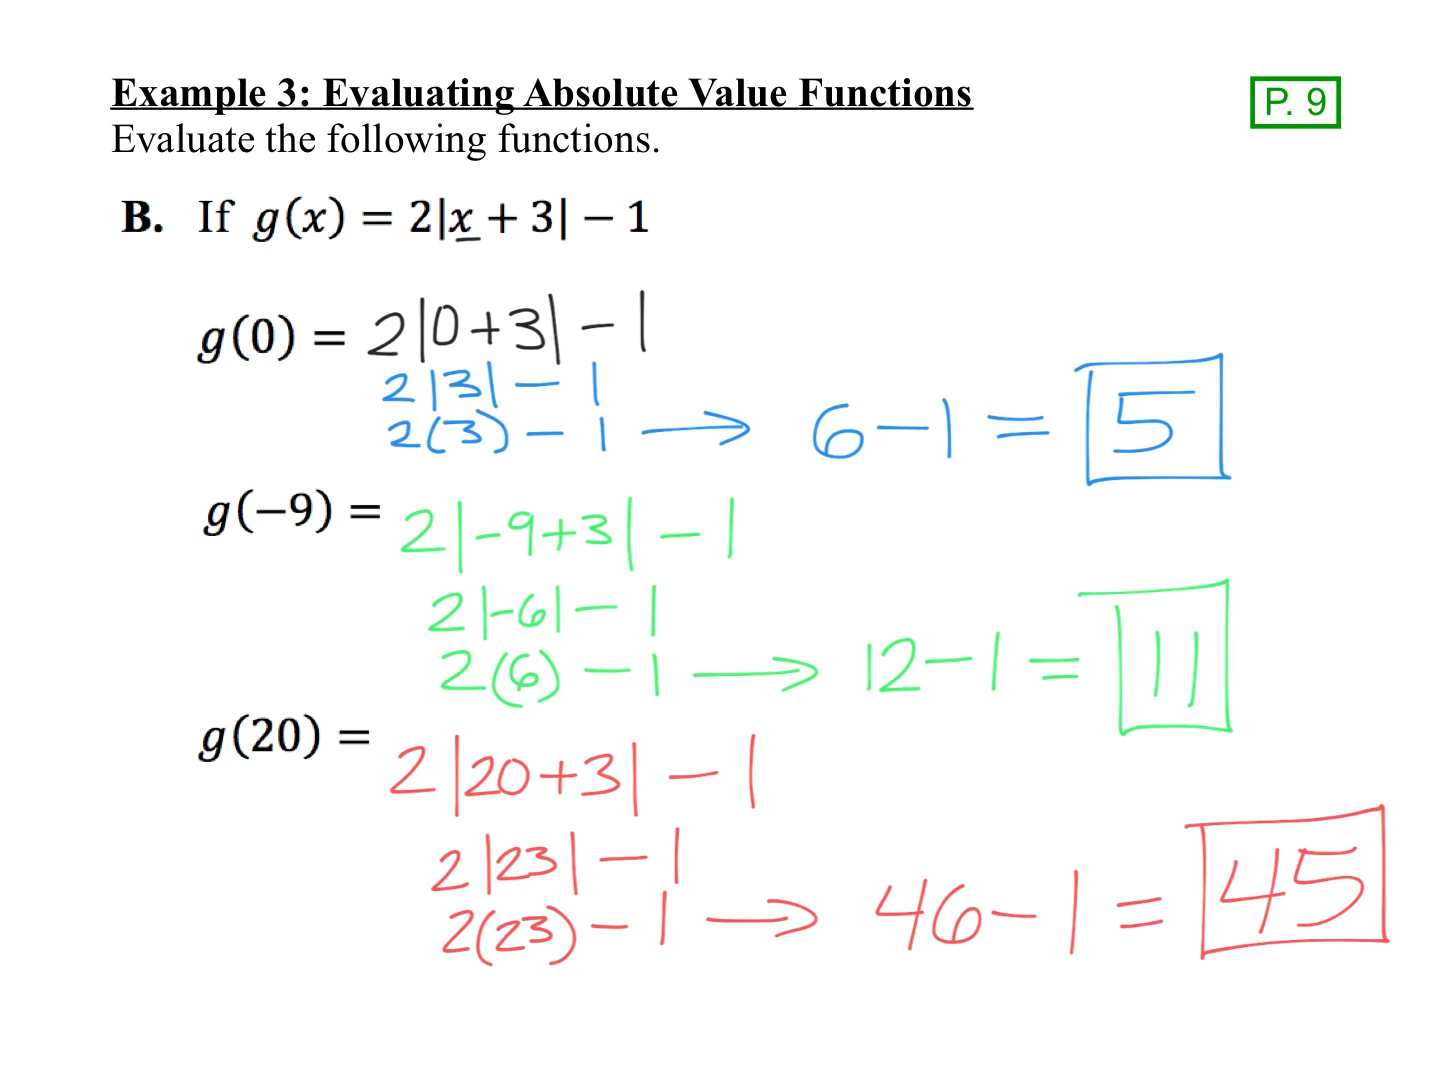 Example 3: Evaluating Absolute Value Functions
P. 9
Evaluate the following functions.
B. If g(x) = 2|x + 3| − 1
g(0) = 2|0+3| − 1
2|3| − 1
2(3) − 1 → 6 − 1 = 5
g(−9) = 2|-9+3| − 1
2|-6| − 1
2(6) − 1 → 12 − 1 = 11
g(20) = 2|20+3| − 1
2|23| − 1
2(23) − 1 → 46 − 1 = 45